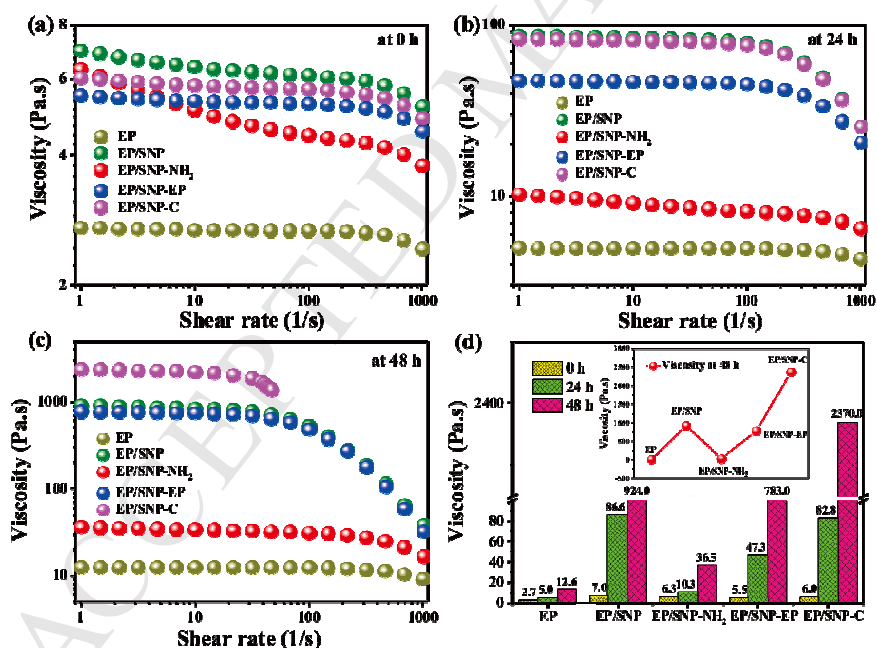 (a)
at 0 h
Viscosity (Pa.s)
8
6
4
2
EP
EP/SNP
EP/SNP-NH2
EP/SNP-EP
EP/SNP-C
1 10 100 1000
Shear rate (1/s)
(b)
at 24 h
Viscosity (Pa.s)
100
10
EP
EP/SNP
EP/SNP-NH2
EP/SNP-EP
EP/SNP-C
1 10 100 1000
Shear rate (1/s)
(c)
at 48 h
Viscosity (Pa.s)
1000
100
10
EP
EP/SNP
EP/SNP-NH2
EP/SNP-EP
EP/SNP-C
1 10 100 1000
Shear rate (1/s)
(d)
Viscosity (Pa.s)
2400
80
60
40
20
0
0 h
24 h
48 h
Viscosity at 48 h
Viscosity (Pa.s)
EP
EP/SNP
EP/SNP-NH2
EP/SNP-EP
EP/SNP-C
2.7 5.0 12.6
7.0 86.6 924.0
6.3 10.3 36.5
5.5 47.3 783.0
6.0 82.8 2370.0
EP EP/SNP EP/SNP-NH2 EP/SNP-EP EP/SNP-C
ACCEPTED MA